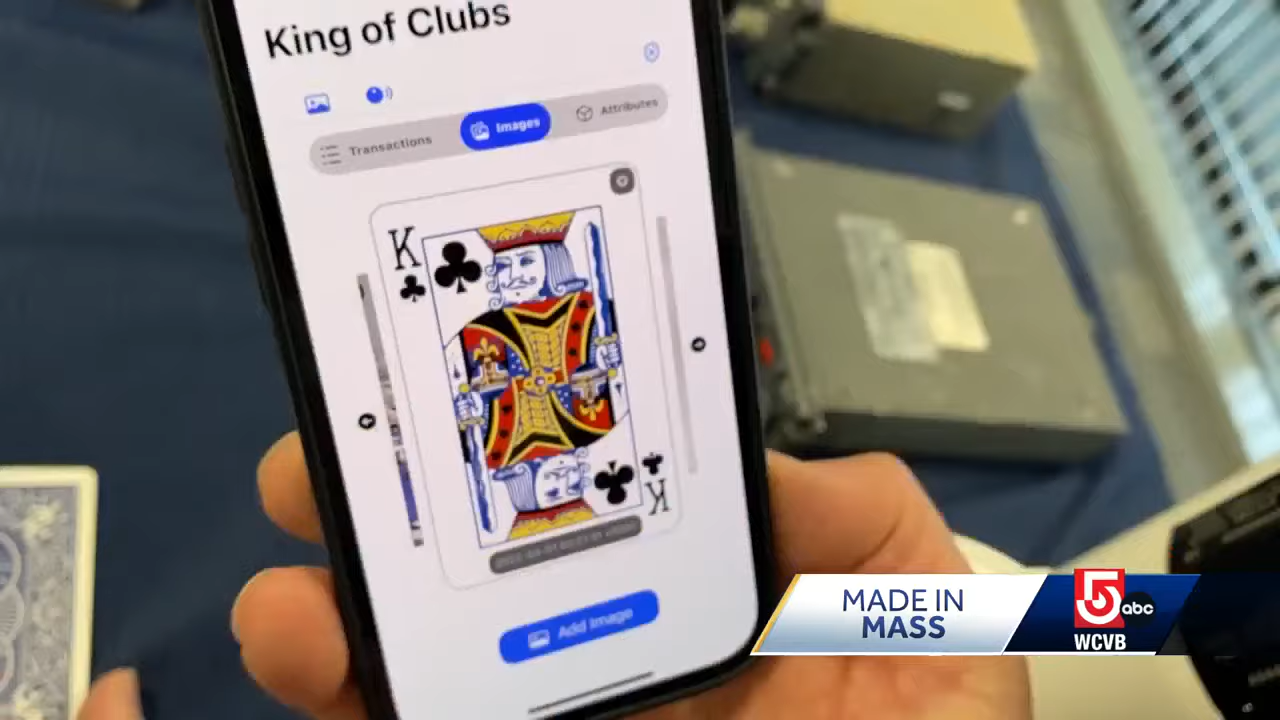 King of Clubs
Transactions
Images
Attributes
K
K
Add Image
MADE IN
MASS
5
abc
WCVB